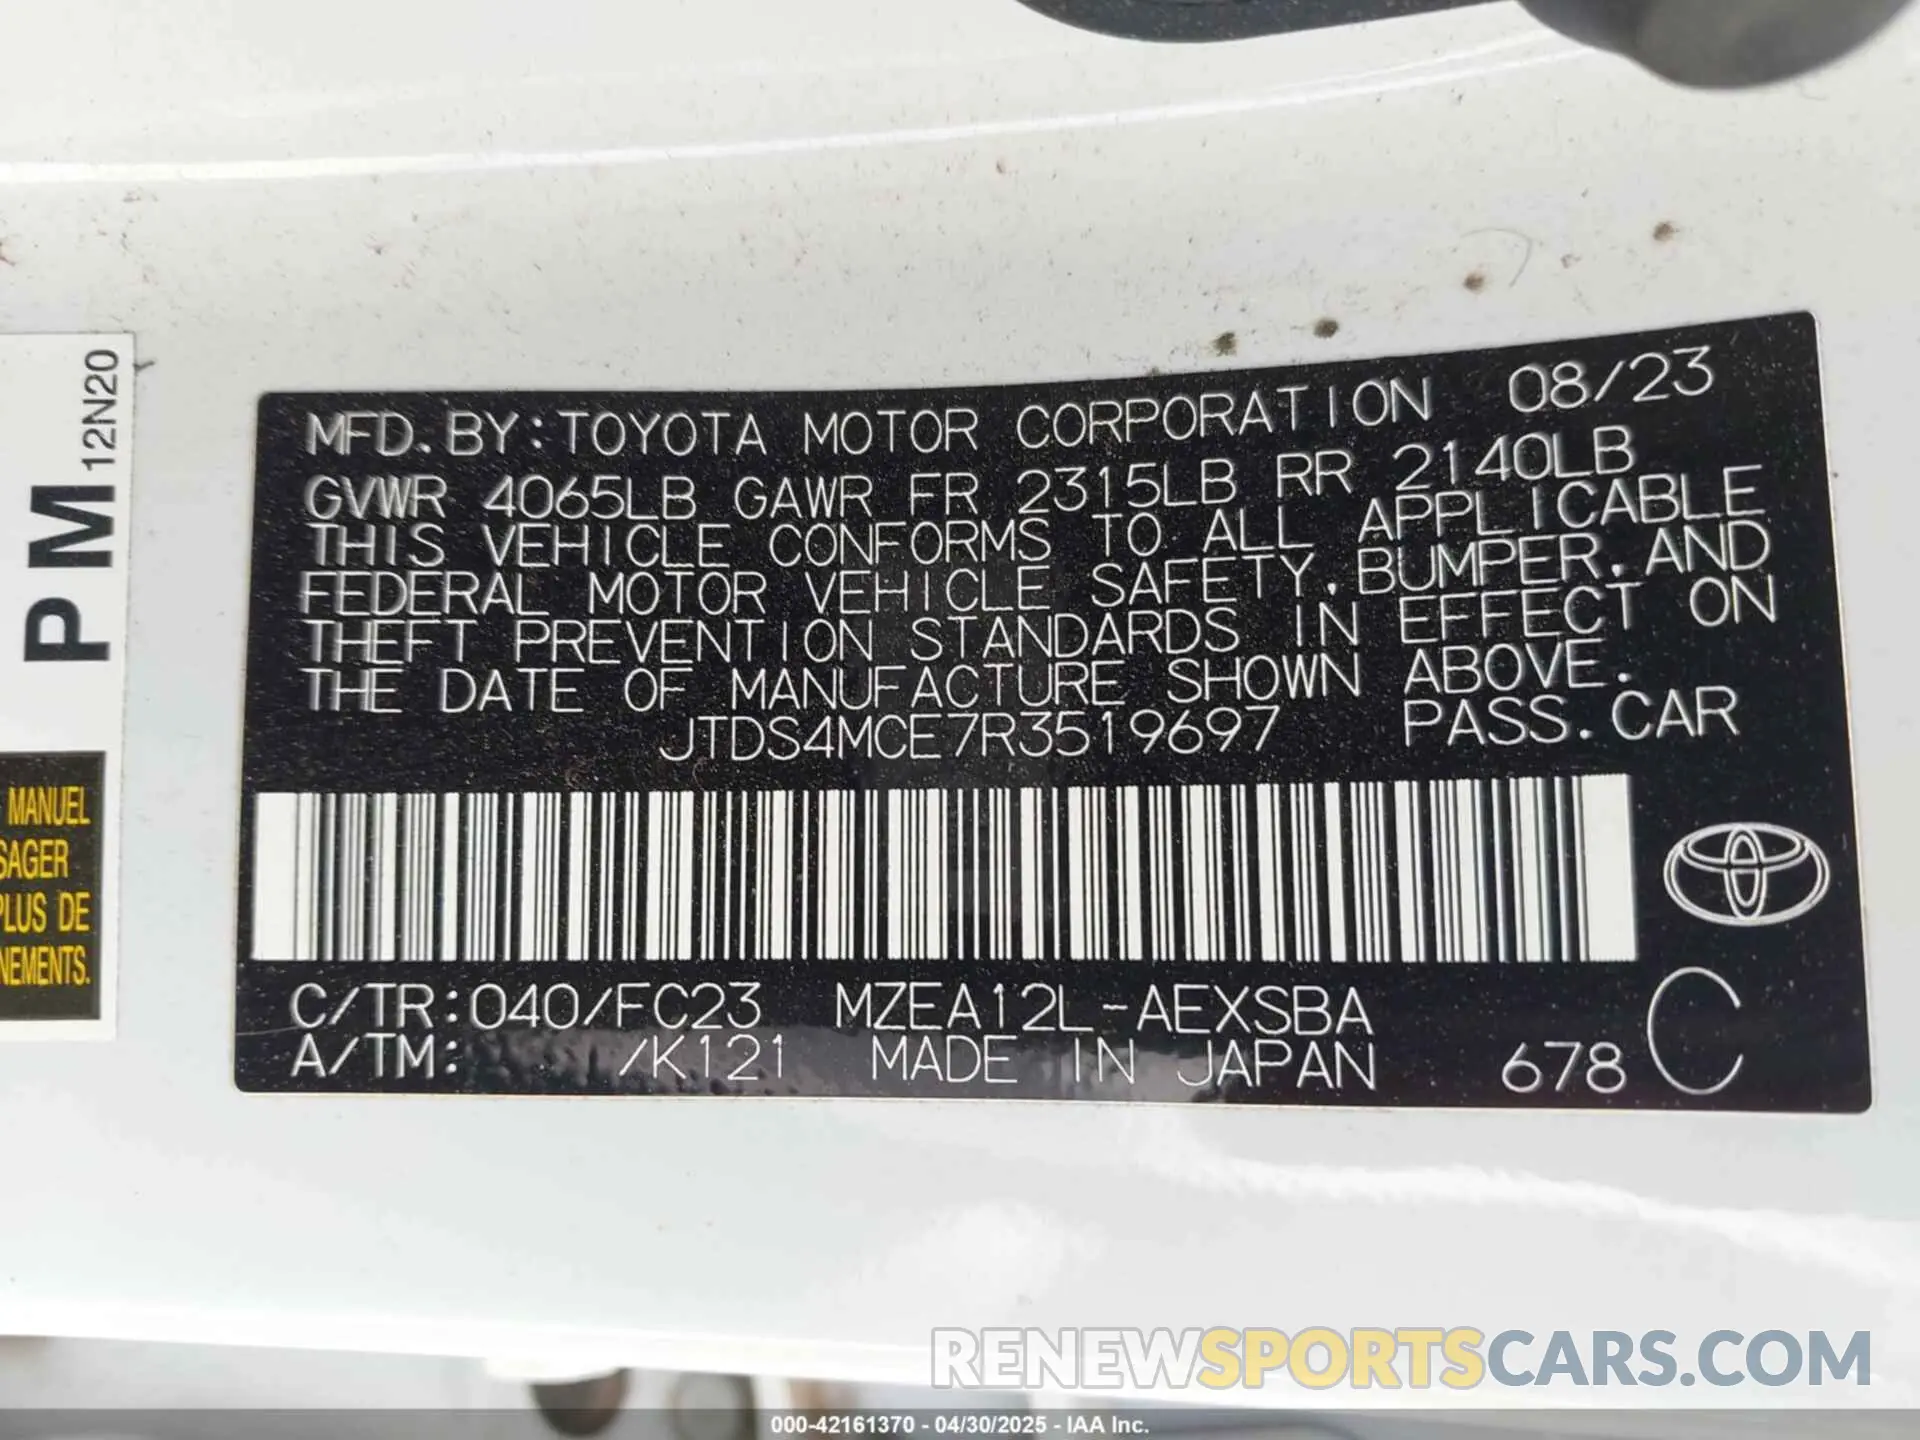 MFD. BY: TOYOTA MOTOR CORPORATION 08/23
GVWR 4065LB GAWR FR 2315LB RR 2140LB
THIS VEHICLE CONFORMS TO ALL APPLICABLE
FEDERAL MOTOR VEHICLE SAFETY, BUMPER, AND
THEFT PREVENTION STANDARDS IN EFFECT ON
THE DATE OF MANUFACTURE SHOWN ABOVE.
JTDS4MCE7R3519697 PASS. CAR
C/TR: 040/FC23 MZEA12L-AEXSBA
A/TM: /K121 MADE IN JAPAN 678 C
PM 12N20
MANUEL
SAGER
PLUS DE
NEMENTS.
RENEWSPORTSCARS.COM
000-42161370 - 04/30/2025 - IAA Inc.